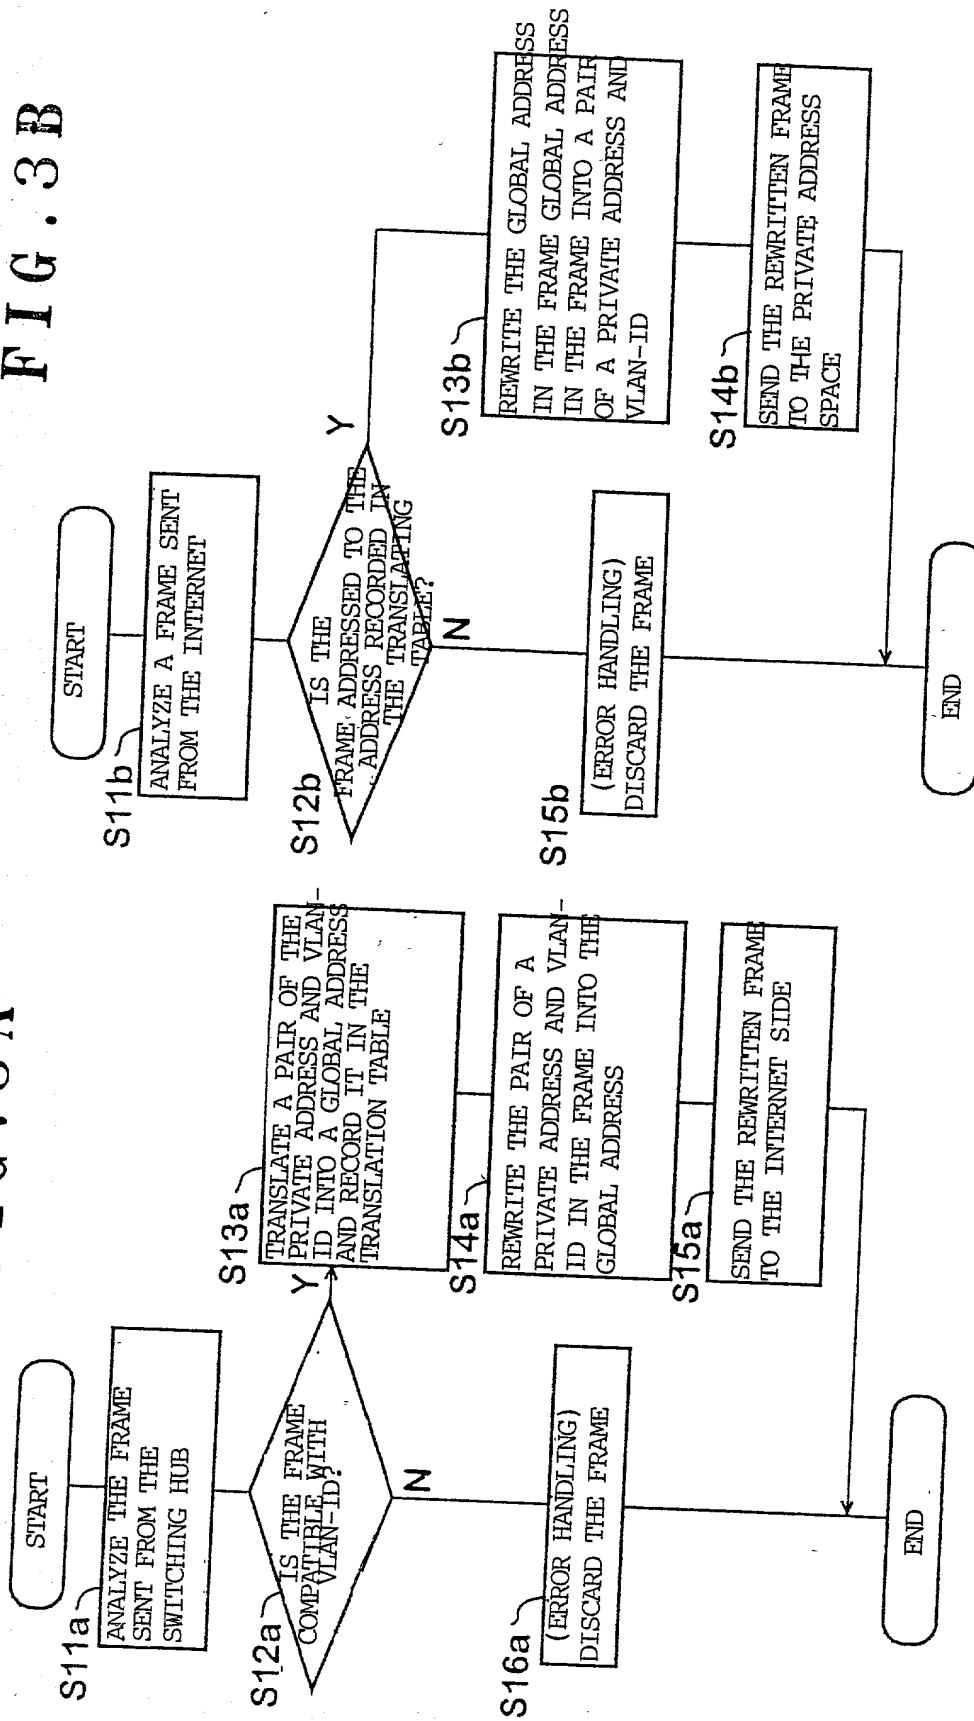 FIG.3B
START
S11a
ANALYZE THE FRAME
SENT FROM THE
SWITCHING HUB
S12a
IS THE FRAME
COMPATIBLE WITH
VLAN-ID?
Y
N
S13a
TRANSLATE A PAIR OF THE
PRIVATE ADDRESS AND VLAN-
ID INTO A GLOBAL ADDRESS
AND RECORD IT IN THE
TRANSLATION TABLE
S14a
REWRITE THE PAIR OF A
PRIVATE ADDRESS AND VLAN-
ID IN THE FRAME INTO THE
GLOBAL ADDRESS
S15a
SEND THE REWRITTEN FRAME
TO THE INTERNET SIDE
S16a
(ERROR HANDLING)
DISCARD THE FRAME
END
START
S11b
ANALYZE A FRAME SENT
FROM THE INTERNET
S12b
IS THE
FRAME ADDRESSED TO THE
ADDRESS RECORDED IN
THE TRANSLATING
TABLE?
Y
N
S13b
REWRITE THE GLOBAL ADDRESS
IN THE FRAME GLOBAL ADDRESS
IN THE FRAME INTO A PAIR
OF A PRIVATE ADDRESS AND
VLAN-ID
S14b
SEND THE REWRITTEN FRAME
TO THE PRIVATE ADDRESS
SPACE
S15b
(ERROR HANDLING)
DISCARD THE FRAME
END